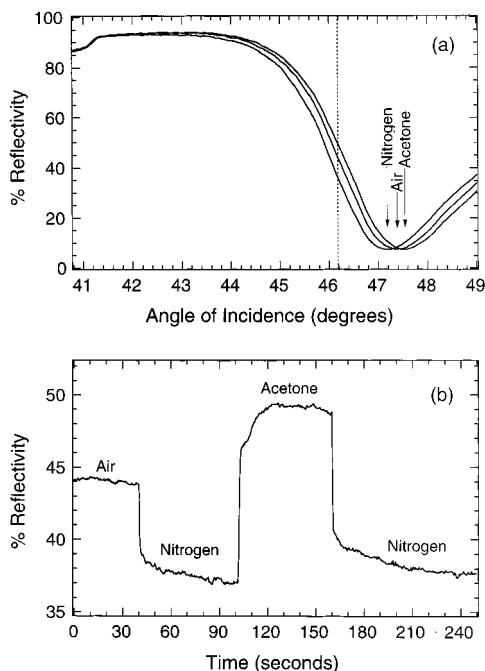 100
80
60
40
20
0
% Reflectivity
(a)
Nitrogen
Air
Acetone
41 42 43 44 45 46 47 48 49
Angle of Incidence (degrees)
50
45
40
35
% Reflectivity
(b)
Air
Nitrogen
Acetone
Nitrogen
0 30 60 90 120 150 180 210 240
Time (seconds)